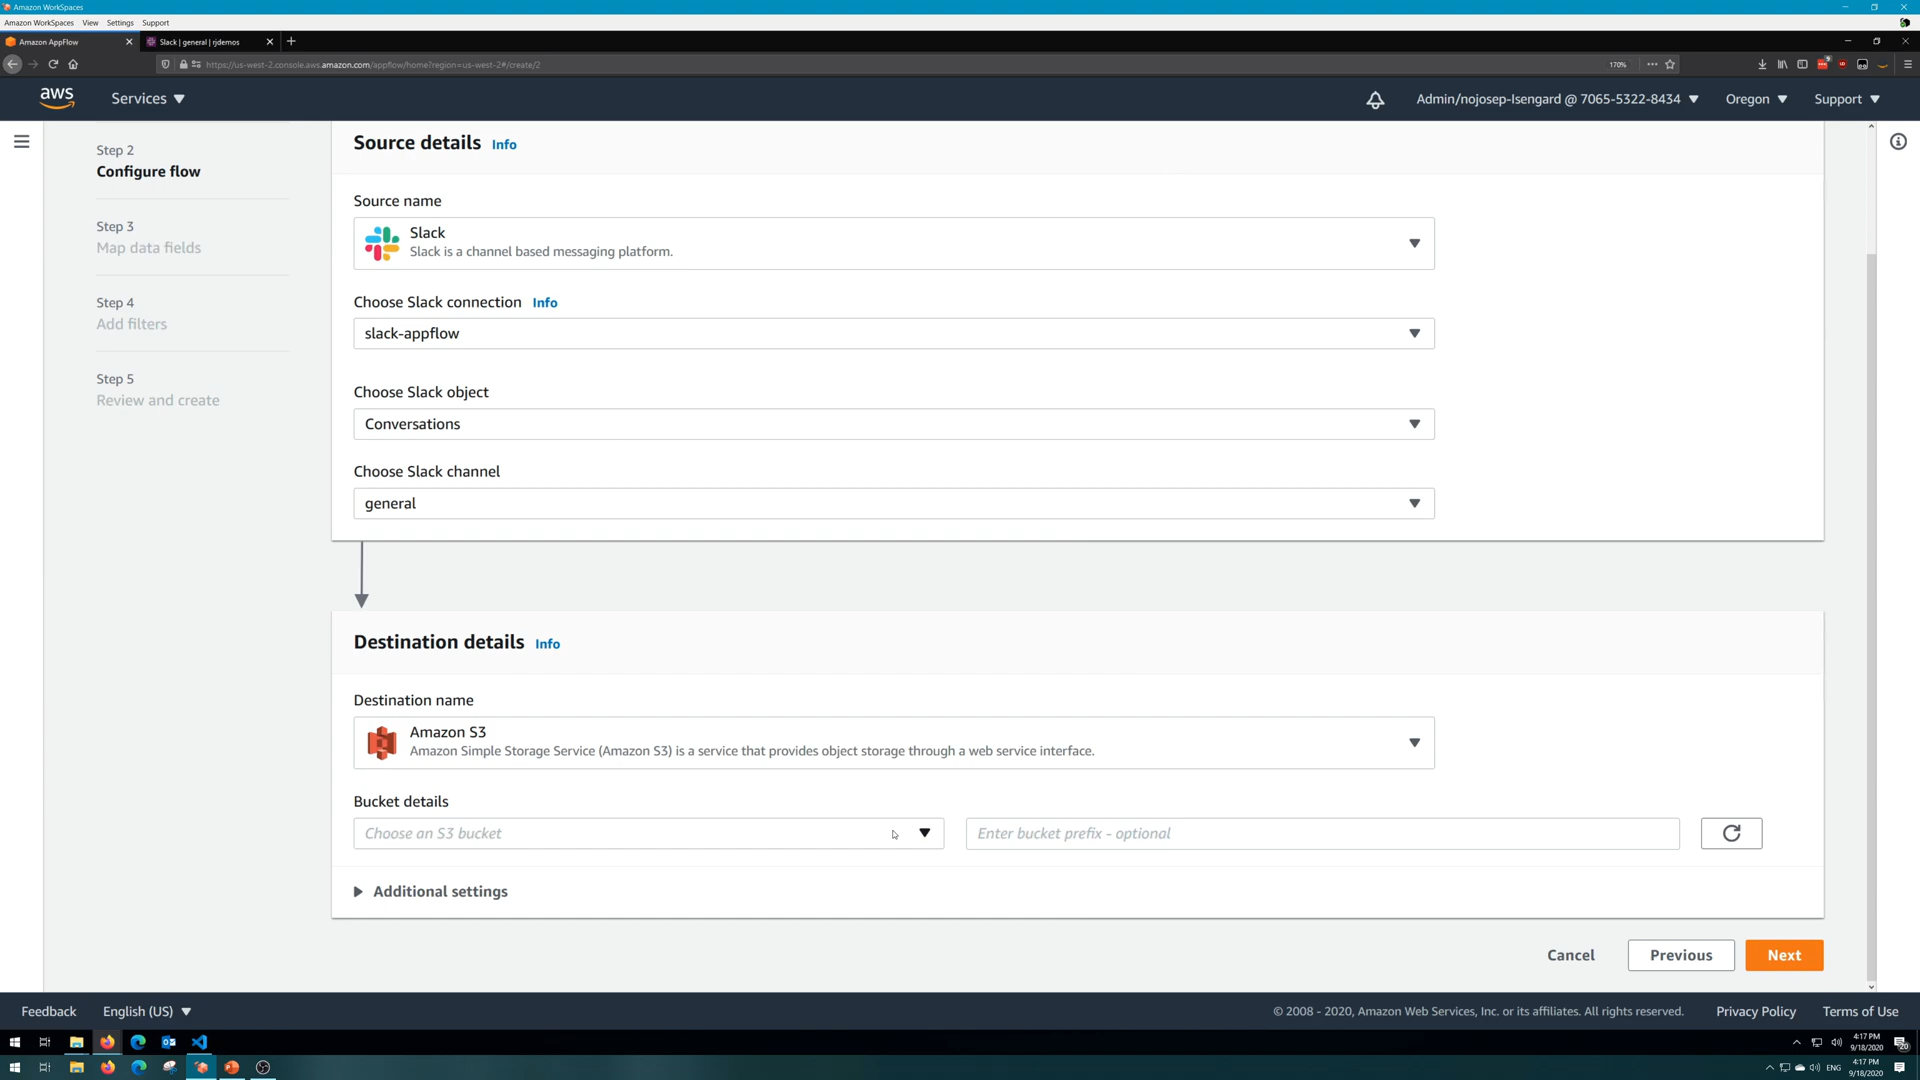 Amazon WorkSpaces
Amazon WorkSpaces View Settings Support
Amazon AppFlow
Slack | general | rjdemos
https://us-west-2.console.aws.amazon.com/appflow/home?region=us-west-2#/create/2
170%
aws
Services
Admin/nojosep-Isengard @ 7065-5322-8434
Oregon
Support
Step 2
Configure flow
Step 3
Map data fields
Step 4
Add filters
Step 5
Review and create
Source details Info
Source name
Slack
Slack is a channel based messaging platform.
Choose Slack connection Info
slack-appflow
Choose Slack object
Conversations
Choose Slack channel
general
Destination details Info
Destination name
Amazon S3
Amazon Simple Storage Service (Amazon S3) is a service that provides object storage through a web service interface.
Bucket details
Choose an S3 bucket
Enter bucket prefix - optional
Additional settings
Cancel
Previous
Next
Feedback
English (US)
© 2008 - 2020, Amazon Web Services, Inc. or its affiliates. All rights reserved.
Privacy Policy
Terms of Use
4:17 PM
9/18/2020
20
ENG
4:17 PM
9/18/2020